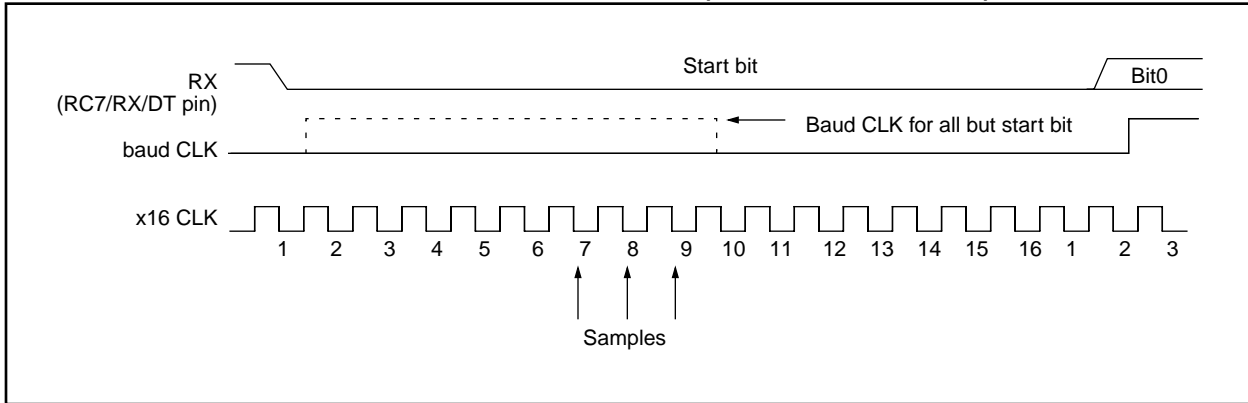 Start bit
RX
(RC7/RX/DT pin)
Bit0
Baud CLK for all but start bit
baud CLK
x16 CLK
1 2 3 4 5 6 7 8 9 10 11 12 13 14 15 16 1 2 3
Samples